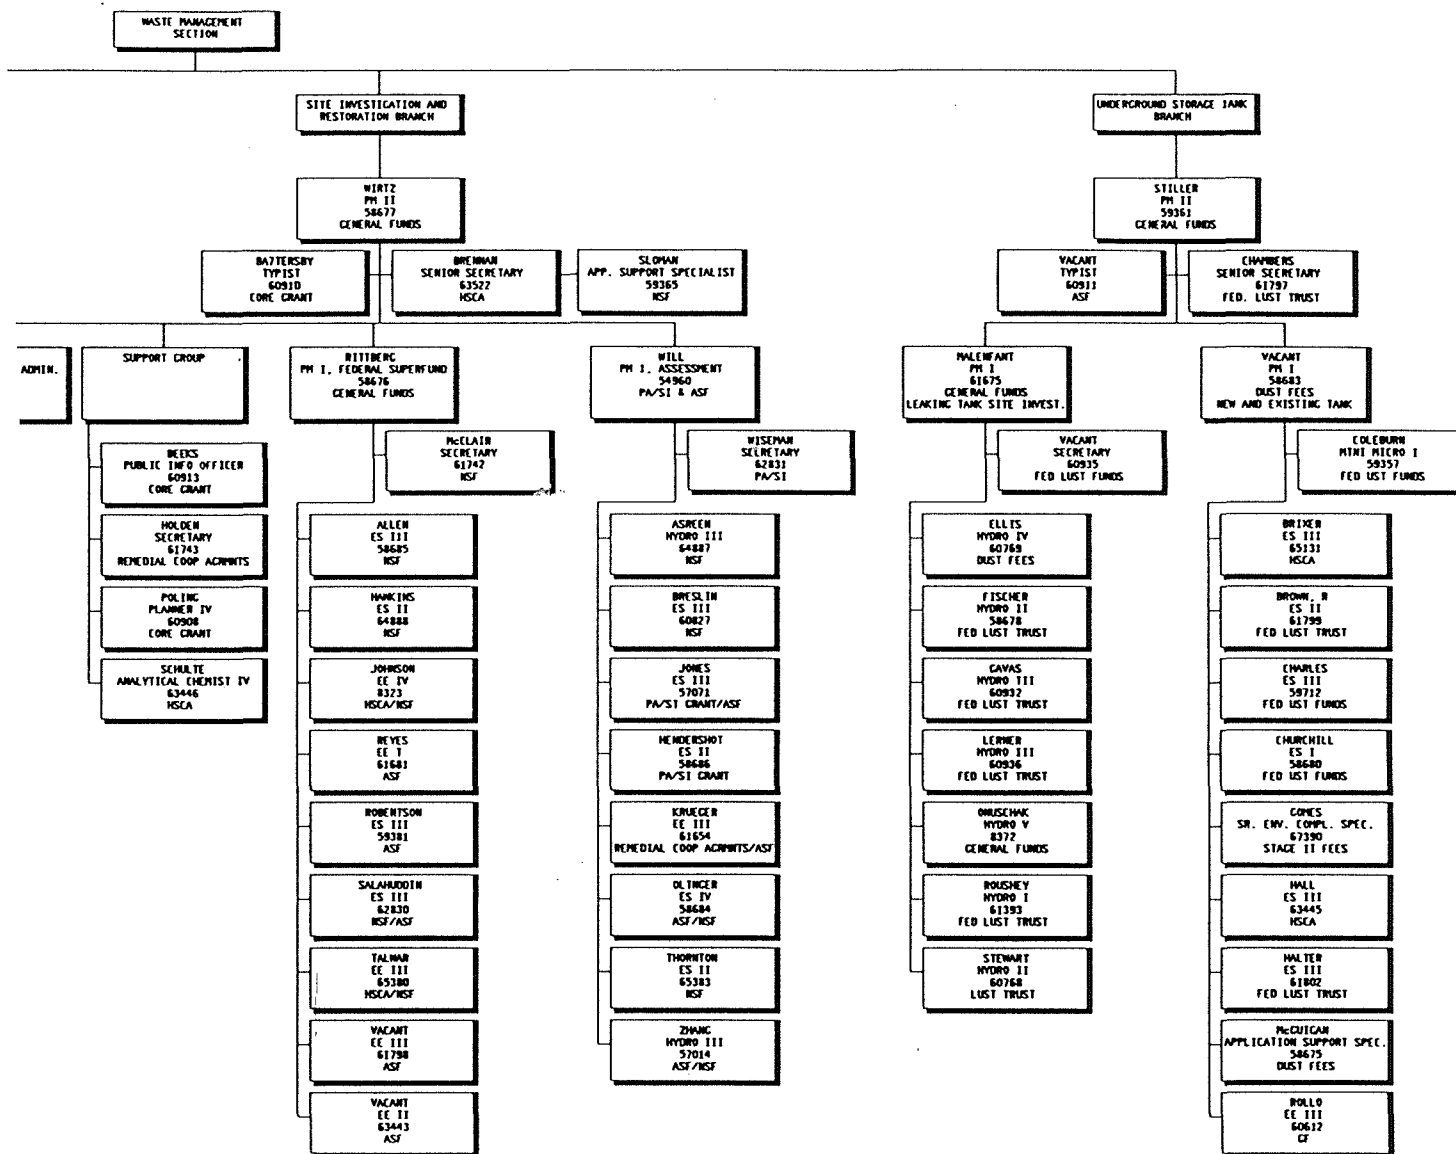 WASTE MANAGEMENT
SECTION
SITE INVESTIGATION AND
RESTORATION BRANCH
UNDERGROUND STORAGE TANK
BRANCH
WIRTZ
PM II
58677
GENERAL FUNDS
STILLER
PM II
59361
GENERAL FUNDS
BATTERSBY
TYPIST
60910
CORE GRANT
BRENNAN
SENIOR SECRETARY
63522
HSCA
SLOMAN
APP. SUPPORT SPECIALIST
59365
NSF
VACANT
TYPIST
60911
ASF
CHAMBERS
SENIOR SECRETARY
61797
FED. LUST TRUST
ADMIN.
SUPPORT GROUP
RITTBERG
PM I, FEDERAL SUPERFUND
58676
GENERAL FUNDS
WILL
PM I, ASSESSMENT
54960
PA/SI & ASF
MALENFANT
PM I
61675
GENERAL FUNDS
LEAKING TANK SITE INVEST.
VACANT
PM I
58683
DUST FEES
NEW AND EXISTING TANK
McCLAIR
SECRETARY
61742
NSF
WISEMAN
SECRETARY
62831
PA/SI
VACANT
SECRETARY
60935
FED LUST FUNDS
COLEBURN
MINI MICRO I
59357
FED UST FUNDS
BEEKS
PUBLIC INFO OFFICER
60913
CORE GRANT
HOLDEN
SECRETARY
61743
REMEDIAL COOP AGRMNTS
POLING
PLANNER IV
60908
CORE GRANT
SCHULTE
ANALYTICAL CHEMIST IV
63446
HSCA
ALLEN
ES III
58685
NSF
HANKINS
ES II
64888
NSF
JOHNSON
EE IV
8323
HSCA/NSF
REYES
EE I
61681
ASF
ROBERTSON
ES III
59381
ASF
SALAHUDDIN
ES III
62830
NSF/ASF
TALWAR
EE III
65380
HSCA/NSF
VACANT
EE III
61798
ASF
VACANT
EE II
63443
ASF
ASREEN
HYDRO III
64887
NSF
BRESLIN
ES III
60827
NSF
JONES
ES III
57071
PA/SI GRANT/ASF
HENDERSHOT
ES II
58686
PA/SI GRANT
KRUEGER
EE III
61654
REMEDIAL COOP AGRMNTS/ASF
OLINGER
ES IV
58684
ASF/NSF
THORNTON
ES II
65383
NSF
ZHANG
HYDRO III
57014
ASF/NSF
ELLIS
HYDRO IV
60769
DUST FEES
FISCHER
HYDRO II
58678
FED LUST TRUST
GAVAS
HYDRO III
60932
FED LUST TRUST
LERNER
HYDRO III
60936
FED LUST TRUST
ONUSCHAK
HYDRO V
8372
GENERAL FUNDS
ROUSHEY
HYDRO I
61393
FED LUST TRUST
STEWART
HYDRO II
60768
LUST TRUST
BRIXER
ES III
65131
HSCA
BROWN, R
ES II
61799
FED LUST TRUST
CHARLES
ES III
59712
FED UST FUNDS
CHURCHILL
ES I
58680
FED UST FUNDS
GOMES
SR. ENV. COMPL. SPEC.
67390
STAGE II FEES
HALL
ES III
63445
HSCA
HALTER
ES III
61802
FED LUST TRUST
McGUIGAN
APPLICATION SUPPORT SPEC.
58675
DUST FEES
ROLLO
EE III
60612
GF